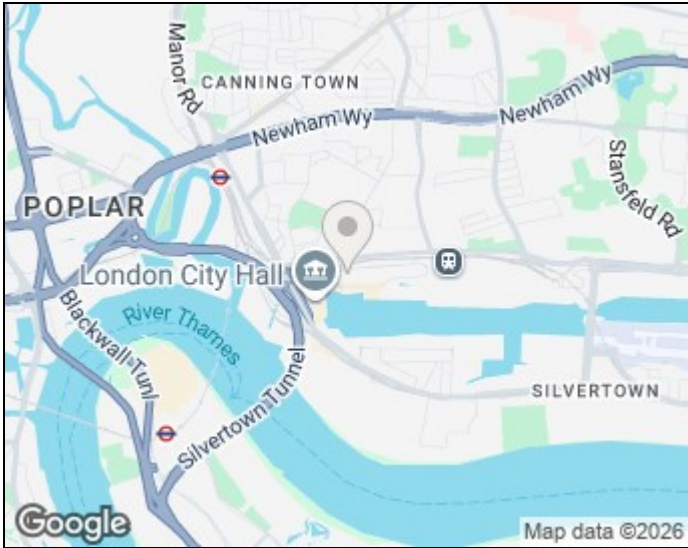 Manor Rd
CANNING TOWN
Newham Wy
Newham Wy
Stansfeld Rd
POPLAR
London City Hall
River Thames
Blackwall Tunl
Silvertown Tunnel
SILVERTOWN
Google
Map data ©2026